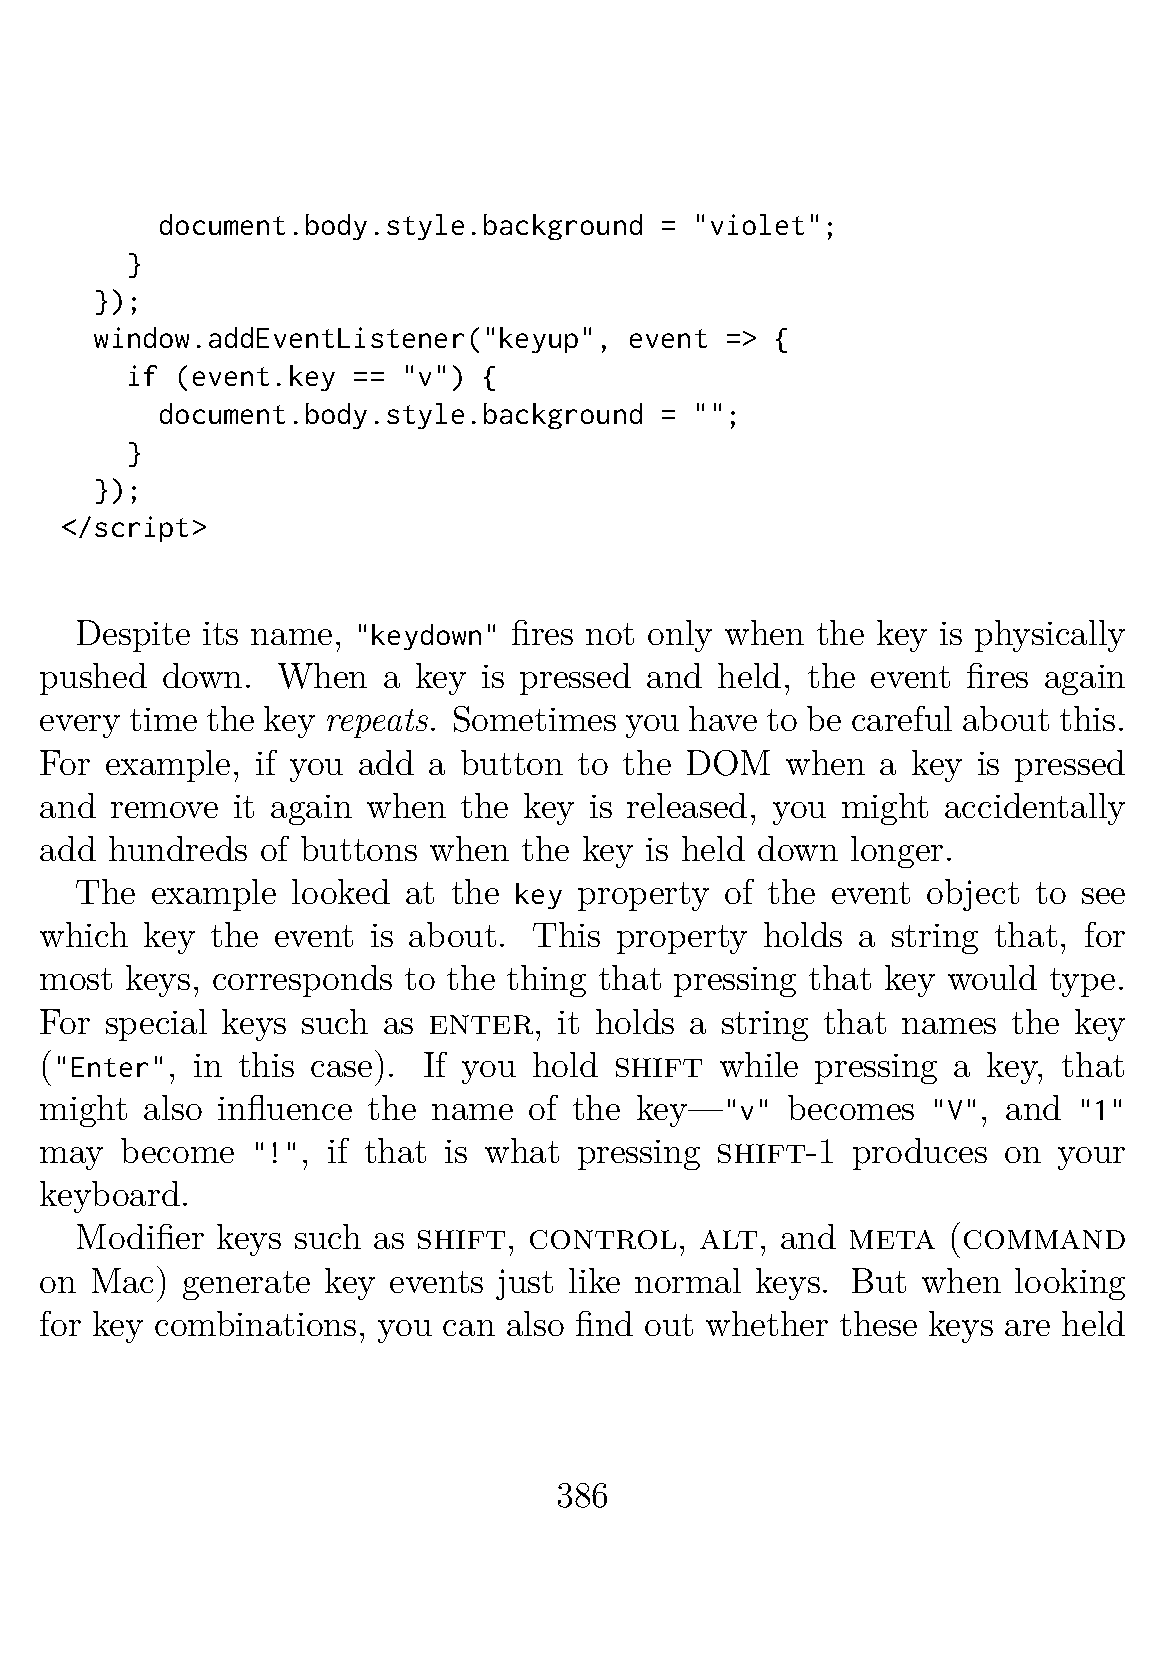 document.body.style.background = "violet";
    }
  });
  window.addEventListener("keyup", event => {
    if (event.key == "v") {
      document.body.style.background = "";
    }
  });
</script>
Despite its name, "keydown" fires not only when the key is physically
pushed down. When a key is pressed and held, the event fires again
every time the key repeats. Sometimes you have to be careful about this.
For example, if you add a button to the DOM when a key is pressed
and remove it again when the key is released, you might accidentally
add hundreds of buttons when the key is held down longer.
The example looked at the key property of the event object to see
which key the event is about. This property holds a string that, for
most keys, corresponds to the thing that pressing that key would type.
For special keys such as ENTER, it holds a string that names the key
("Enter", in this case). If you hold SHIFT while pressing a key, that
might also influence the name of the key—"v" becomes "V", and "1"
may become "!", if that is what pressing SHIFT-1 produces on your
keyboard.
Modifier keys such as SHIFT, CONTROL, ALT, and META (COMMAND
on Mac) generate key events just like normal keys. But when looking
for key combinations, you can also find out whether these keys are held
386